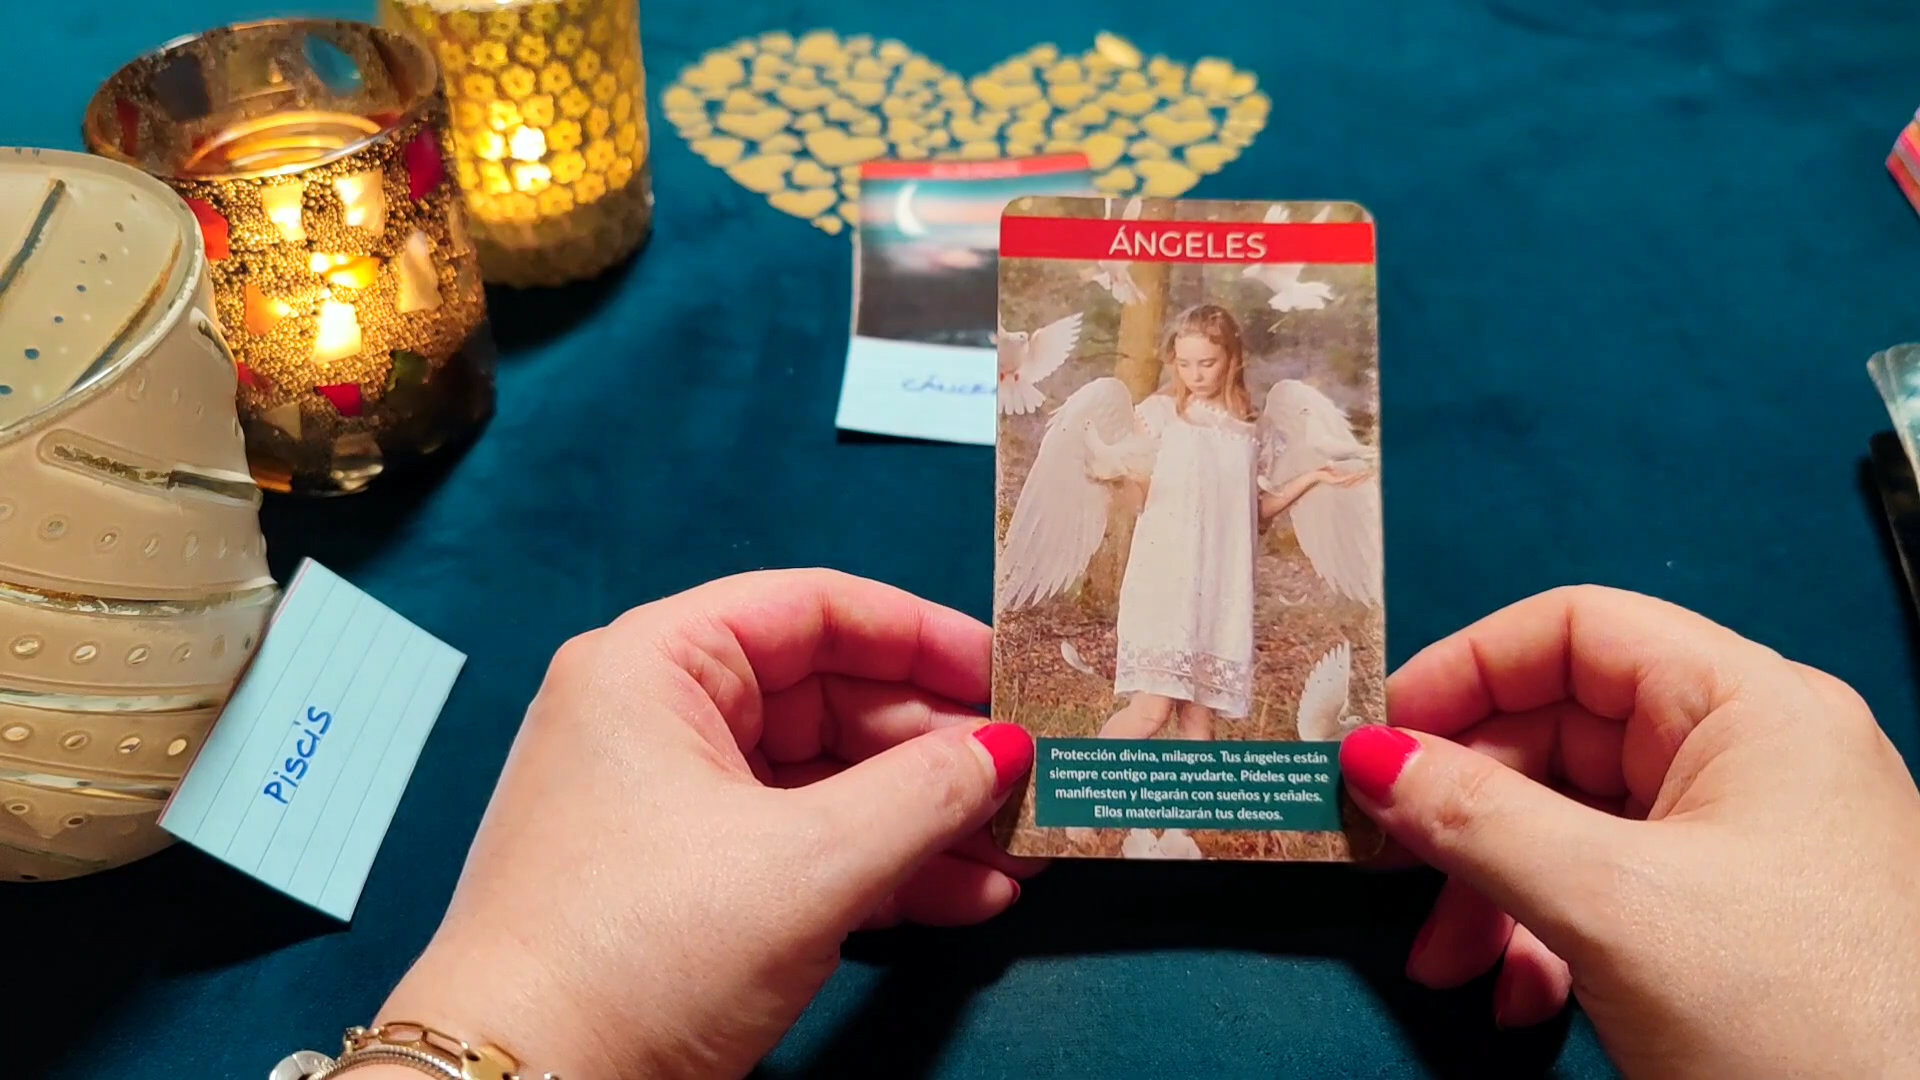 ÁNGELES
Protección divina, milagros. Tus ángeles están
siempre contigo para ayudarte. Pídeles que se
manifiesten y llegarán con sueños y señales.
Ellos materializarán tus deseos.
Piscis